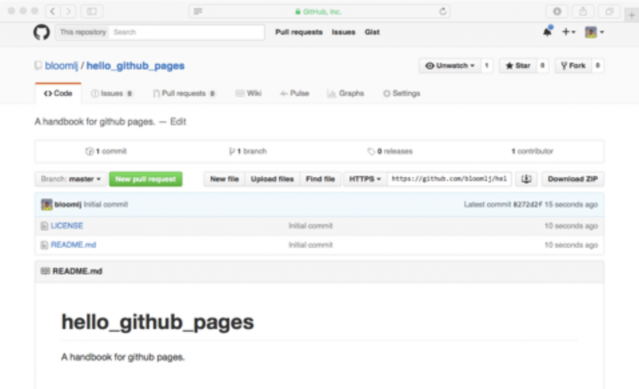 GitHub, Inc.
This repository Search Pull requests Issues Gist
bloomlj / hello_github_pages Unwatch 1 Star 0 Fork 0
Code Issues 0 Pull requests 0 Wiki Pulse Graphs Settings
A handbook for github pages. — Edit
1 commit 1 branch 0 releases 1 contributor
Branch: master New pull request New file Upload files Find file HTTPS https://github.com/bloomlj/hel Download ZIP
bloomlj Initial commit Latest commit 8272d2f 15 seconds ago
LICENSE Initial commit 10 seconds ago
README.md Initial commit 10 seconds ago
README.md
hello_github_pages
A handbook for github pages.